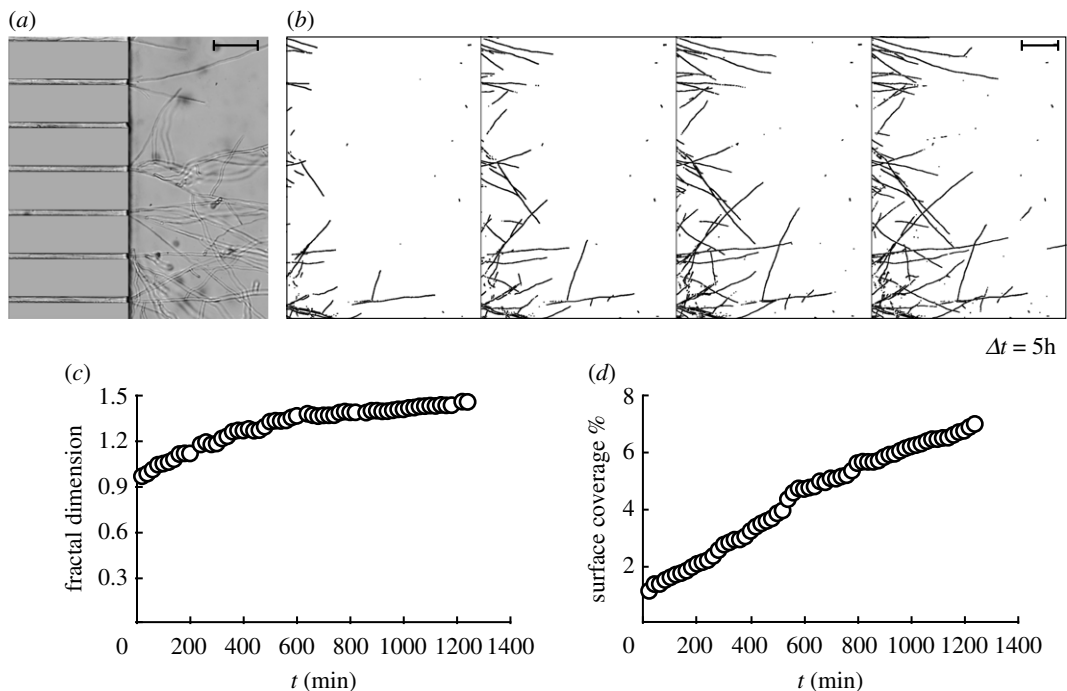 (a)
(b)
Δt = 5h
(c)
1.5
1.2
0.9
0.6
0.3
fractal dimension
0 200 400 600 800 1000 1200 1400
t (min)
(d)
8
6
4
2
surface coverage %
0 200 400 600 800 1000 1200 1400
t (min)